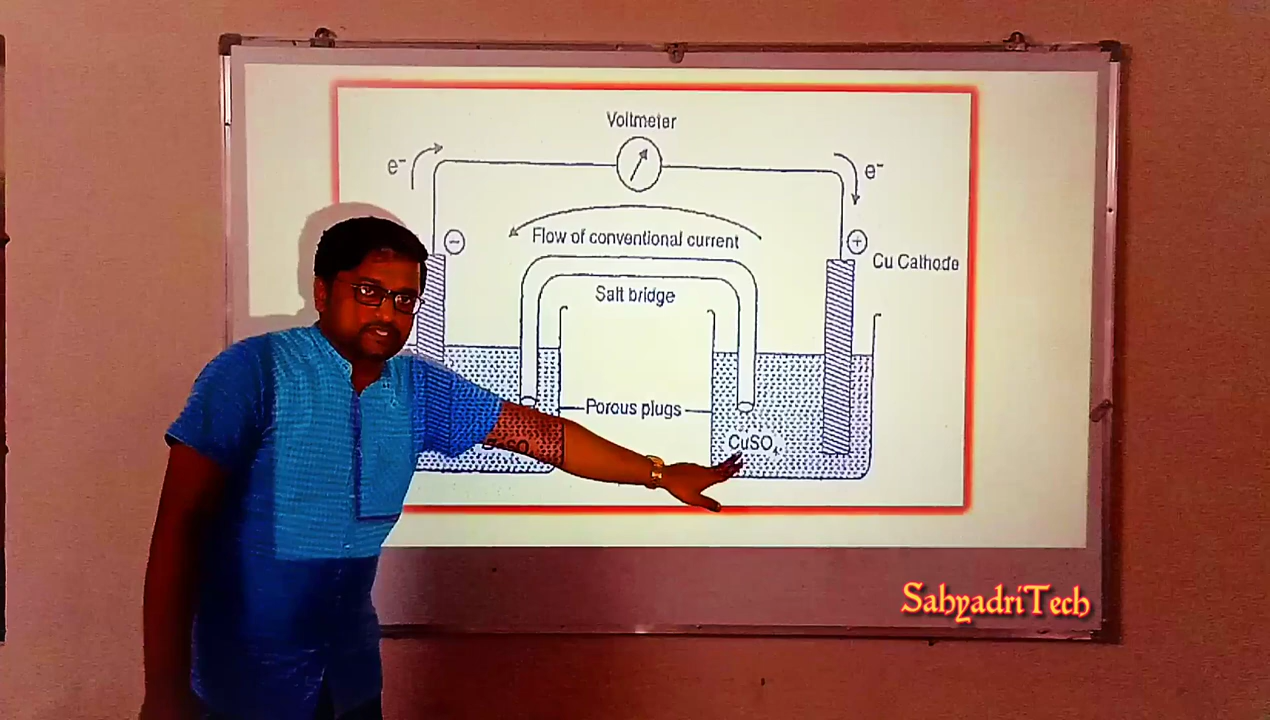 Voltmeter
e⁻
e⁻
−
+
Flow of conventional current
Cu Cathode
Salt bridge
Porous plugs
CuSO₄
SahyadriTech